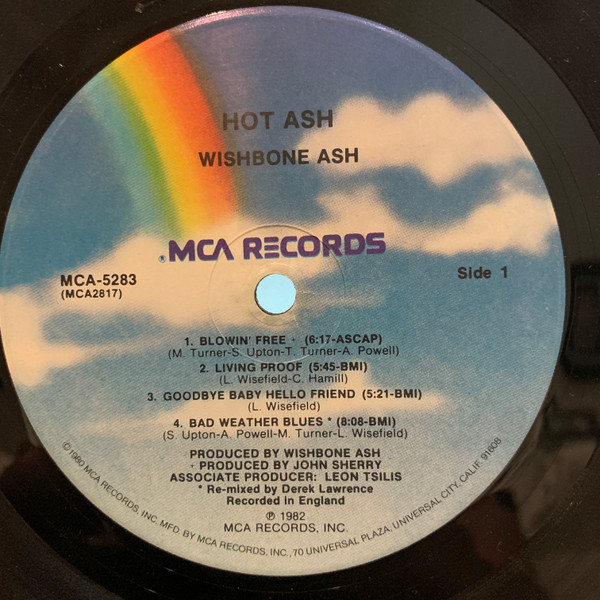 HOT ASH
WISHBONE ASH
®MCA RECORDS
MCA-5283
(MCA2817)
Side 1
1. BLOWIN' FREE + (6:17-ASCAP)
(M. Turner-S. Upton-T. Turner-A. Powell)
2. LIVING PROOF (5:45-BMI)
(L. Wisefield-C. Hamill)
3. GOODBYE BABY HELLO FRIEND (5:21-BMI)
(L. Wisefield)
4. BAD WEATHER BLUES * (8:08-BMI)
(S. Upton-A. Powell-M. Turner-L. Wisefield)
PRODUCED BY WISHBONE ASH
+ PRODUCED BY JOHN SHERRY
ASSOCIATE PRODUCER: LEON TSILIS
* Re-mixed by Derek Lawrence
Recorded in England
℗ 1982
MCA RECORDS, INC.
©1980 MCA RECORDS, INC. MFD. BY MCA RECORDS, INC., 70 UNIVERSAL PLAZA, UNIVERSAL CITY, CALIF. 91608